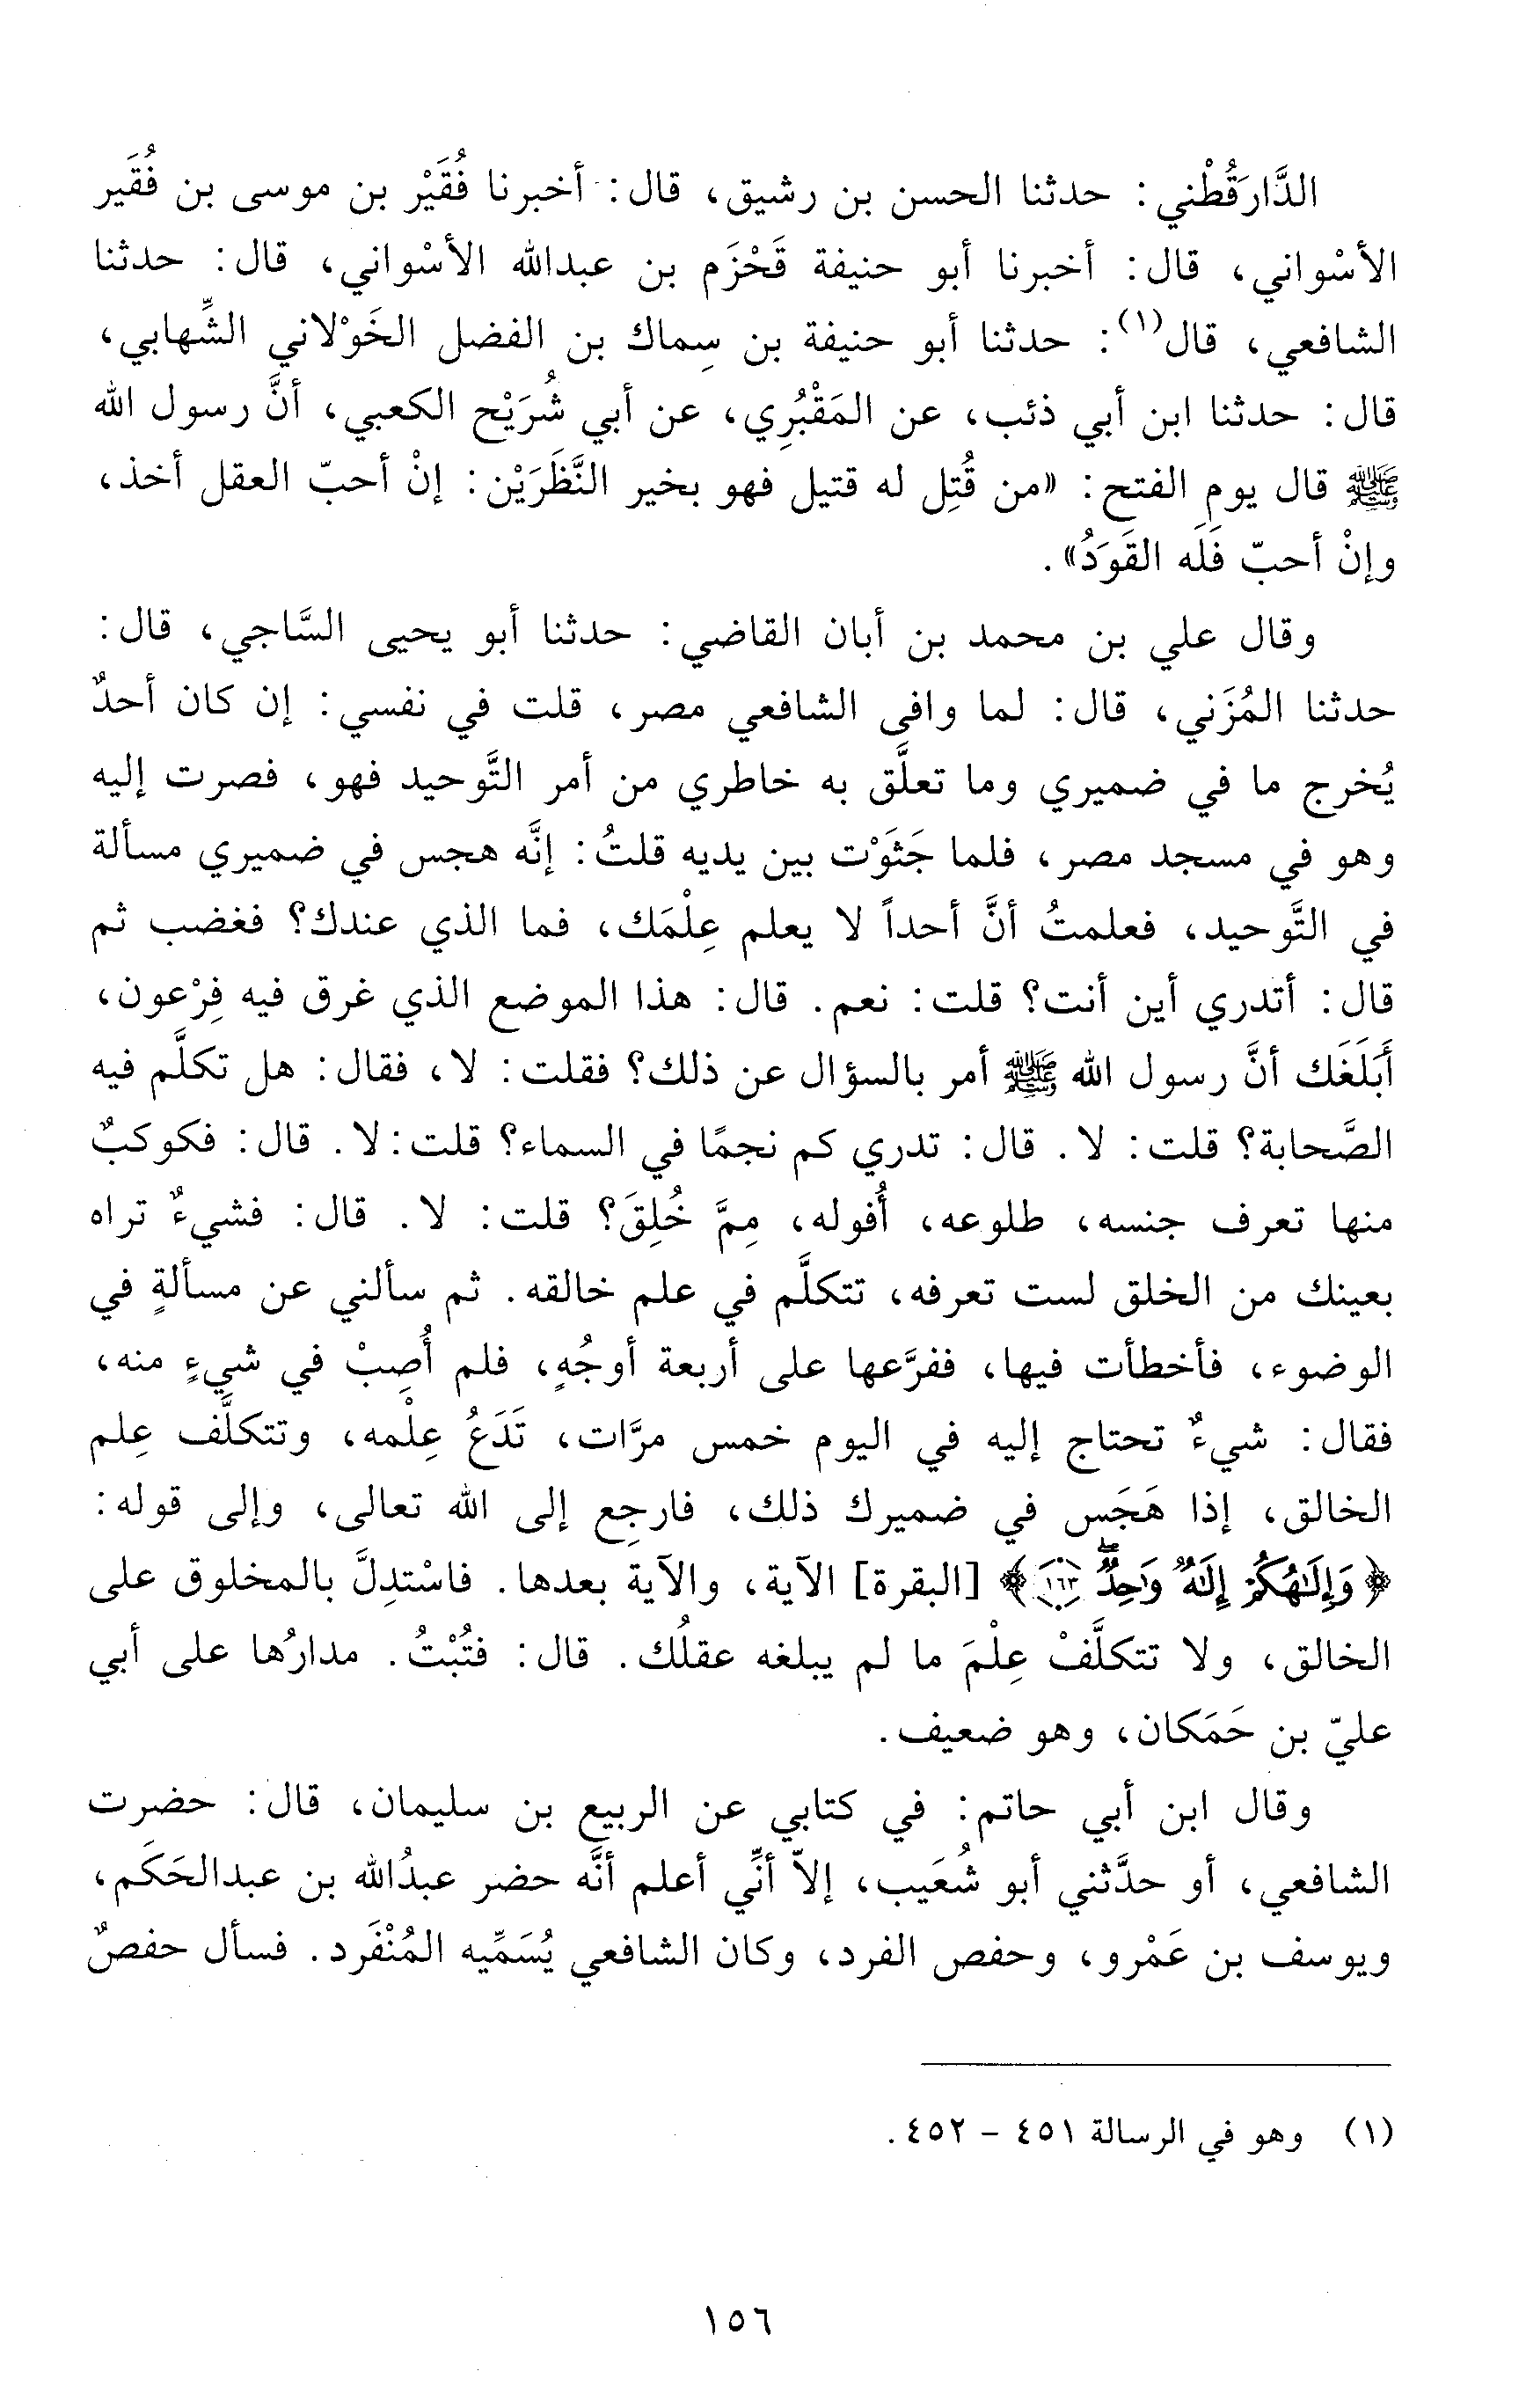 الدَّارَقُطْني: حدثنا الحسن بن رشيق، قال: أخبرنا فُقَيْر بن موسى بن فُقَير
الأسْواني، قال: أخبرنا أبو حنيفة قَحْزَم بن عبدالله الأسْواني، قال: حدثنا
الشافعي، قال(١): حدثنا أبو حنيفة بن سِماك بن الفضل الخَوْلاني الشِّهابي،
قال: حدثنا ابن أبي ذئب، عن المَقْبُرِي، عن أبي شُرَيْح الكعبي، أنَّ رسول الله
ﷺ قال يوم الفتح: «من قُتِل له قتيل فهو بخير النَّظَرَيْن: إنْ أحبّ العقل أخذ،
وإنْ أحبّ فَلَه القَوَدُ».
وقال علي بن محمد بن أبان القاضي: حدثنا أبو يحيى السَّاجي، قال:
حدثنا المُزَني، قال: لما وافى الشافعي مصر، قلت في نفسي: إن كان أحدٌ
يُخرج ما في ضميري وما تعلَّق به خاطري من أمر التَّوحيد فهو، فصرت إليه
وهو في مسجد مصر، فلما جَثَوْت بين يديه قلتُ: إنَّه هجس في ضميري مسألة
في التَّوحيد، فعلمتُ أنَّ أحداً لا يعلم عِلْمَك، فما الذي عندك؟ فغضب ثم
قال: أتدري أين أنت؟ قلت: نعم. قال: هذا الموضع الذي غرق فيه فِرْعون،
أَبَلَغَك أنَّ رسول الله ﷺ أمر بالسؤال عن ذلك؟ فقلت: لا، فقال: هل تكلَّم فيه
الصَّحابة؟ قلت: لا. قال: تدري كم نجمًا في السماء؟ قلت: لا. قال: فكوكبٌ
منها تعرف جنسه، طلوعه، أُفوله، مِمَّ خُلِقَ؟ قلت: لا. قال: فشيءٌ تراه
بعينك من الخلق لست تعرفه، تتكلَّم في علم خالقه. ثم سألني عن مسألةٍ في
الوضوء، فأخطأت فيها، ففرَّعها على أربعة أوجُهٍ، فلم أُصِبْ في شيءٍ منه،
فقال: شيءٌ تحتاج إليه في اليوم خمس مرَّات، تَدَعُ عِلْمه، وتتكلَّف عِلم
الخالق، إذا هَجَس في ضميرك ذلك، فارجِع إلى الله تعالى، وإلى قوله:
﴿وَإِلَٰهُكُمْ إِلَٰهٌ وَٰحِدٌ ۖ ١٦٣﴾ [البقرة] الآية، والآية بعدها. فاسْتدِلَّ بالمخلوق على
الخالق، ولا تتكلَّفْ عِلْمَ ما لم يبلغه عقلُك. قال: فتُبْتُ. مدارُها على أبي
عليّ بن حَمَكان، وهو ضعيف.
وقال ابن أبي حاتم: في كتابي عن الربيع بن سليمان، قال: حضرت
الشافعي، أو حدَّثني أبو شُعَيب، إلاّ أنِّي أعلم أنَّه حضر عبدُالله بن عبدالحَكَم،
ويوسف بن عَمْرو، وحفص الفرد، وكان الشافعي يُسَمِّيه المُنْفَرد. فسأل حفصٌ
(١) وهو في الرسالة ٤٥١ - ٤٥٢.
١٥٦